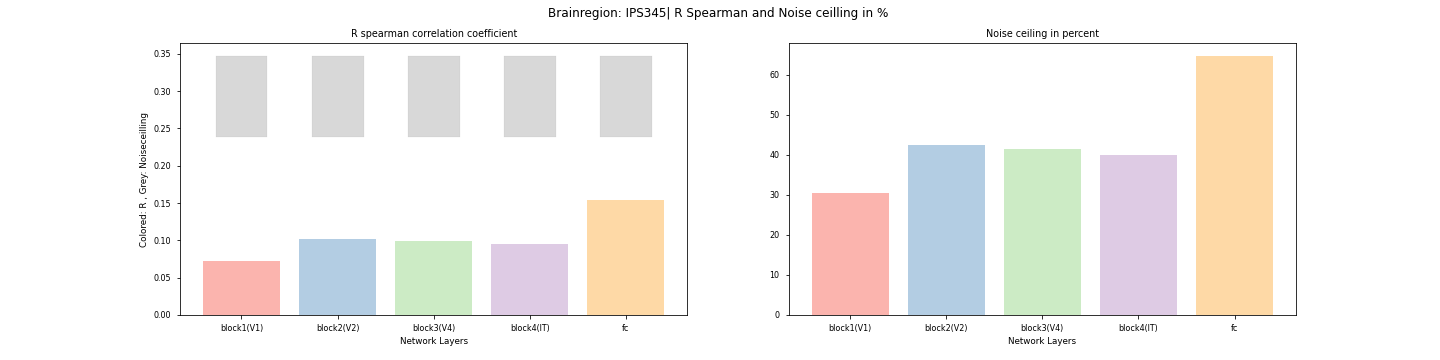 Brainregion: IPS345| R Spearman and Noise ceilling in %
R spearman correlation coefficient
Colored: R , Grey: Noiseceilling
0.35
0.30
0.25
0.20
0.15
0.10
0.05
0.00
block1(V1) block2(V2) block3(V4) block4(IT) fc
Network Layers
Noise ceiling in percent
60
50
40
30
20
10
0
block1(V1) block2(V2) block3(V4) block4(IT) fc
Network Layers